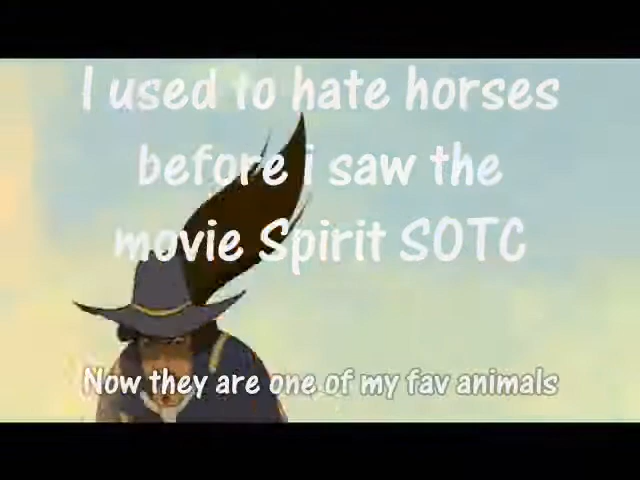 I used to hate horses
before i saw the
movie Spirit SOTC
Now they are one of my fav animals